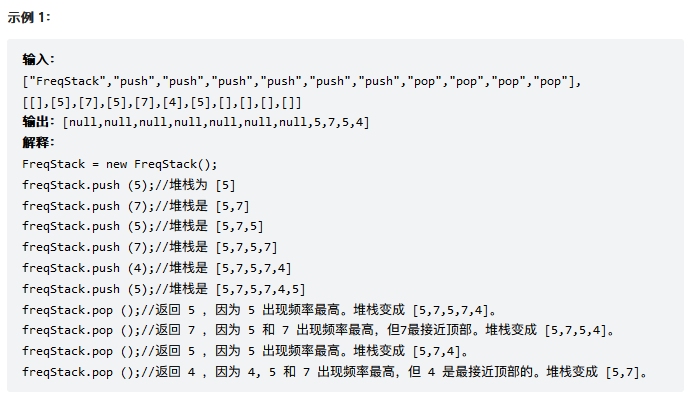 示例 1：
输入：
["FreqStack","push","push","push","push","push","push","pop","pop","pop","pop"],
[[],[5],[7],[5],[7],[4],[5],[],[],[],[]]
输出：[null,null,null,null,null,null,null,5,7,5,4]
解释：
FreqStack = new FreqStack();
freqStack.push (5);//堆栈为 [5]
freqStack.push (7);//堆栈是 [5,7]
freqStack.push (5);//堆栈是 [5,7,5]
freqStack.push (7);//堆栈是 [5,7,5,7]
freqStack.push (4);//堆栈是 [5,7,5,7,4]
freqStack.push (5);//堆栈是 [5,7,5,7,4,5]
freqStack.pop ();//返回 5 ，因为 5 出现频率最高。堆栈变成 [5,7,5,7,4]。
freqStack.pop ();//返回 7 ，因为 5 和 7 出现频率最高，但7最接近顶部。堆栈变成 [5,7,5,4]。
freqStack.pop ();//返回 5 ，因为 5 出现频率最高。堆栈变成 [5,7,4]。
freqStack.pop ();//返回 4 ，因为 4, 5 和 7 出现频率最高，但 4 是最接近顶部的。堆栈变成 [5,7]。